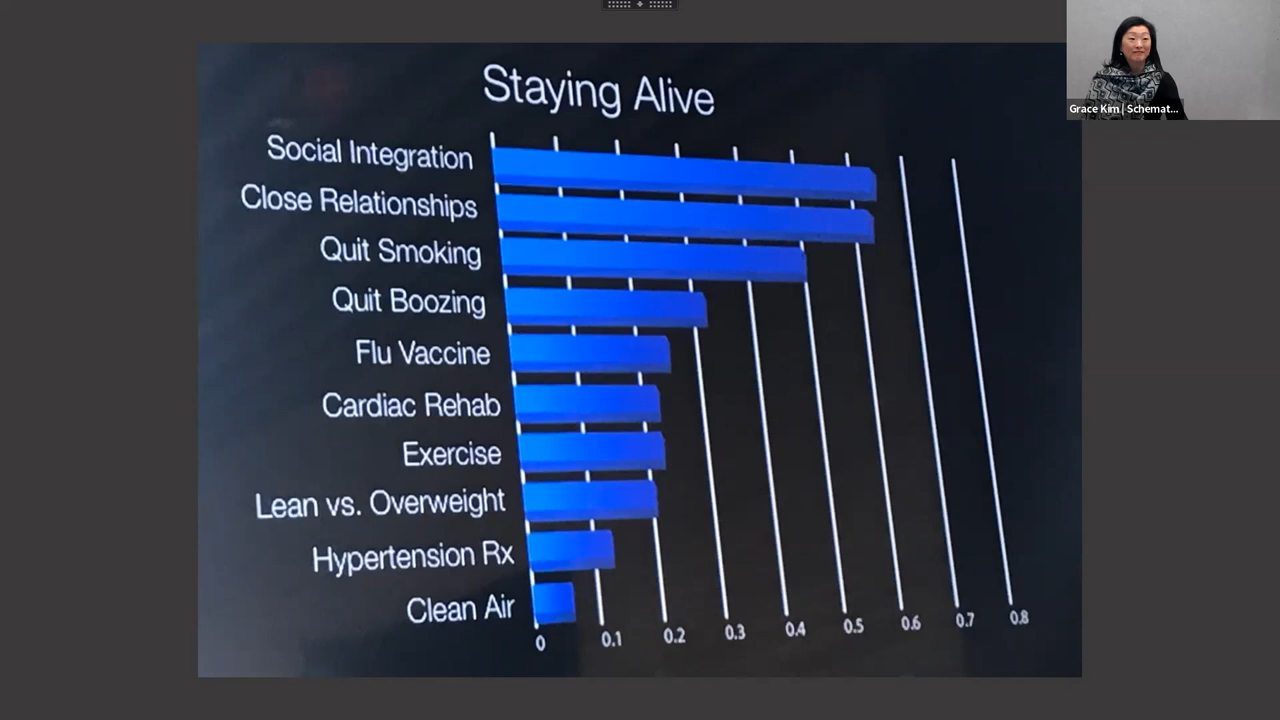 Staying Alive
Social Integration
Close Relationships
Quit Smoking
Quit Boozing
Flu Vaccine
Cardiac Rehab
Exercise
Lean vs. Overweight
Hypertension Rx
Clean Air
0 0.1 0.2 0.3 0.4 0.5 0.6 0.7 0.8
Grace Kim | Schemat...